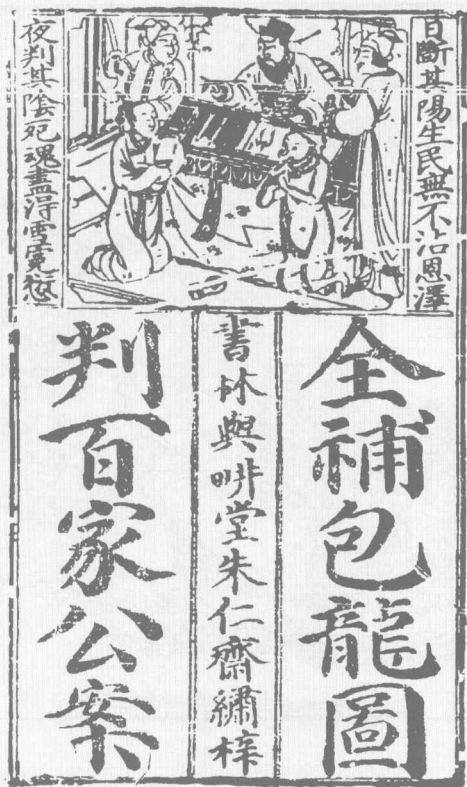 日斷其陽生民無不沾恩澤
夜判其陰死魂盡淂雪冤愆
全補包龍圖
判百家公案
書林與畊堂朱仁齋繡梓